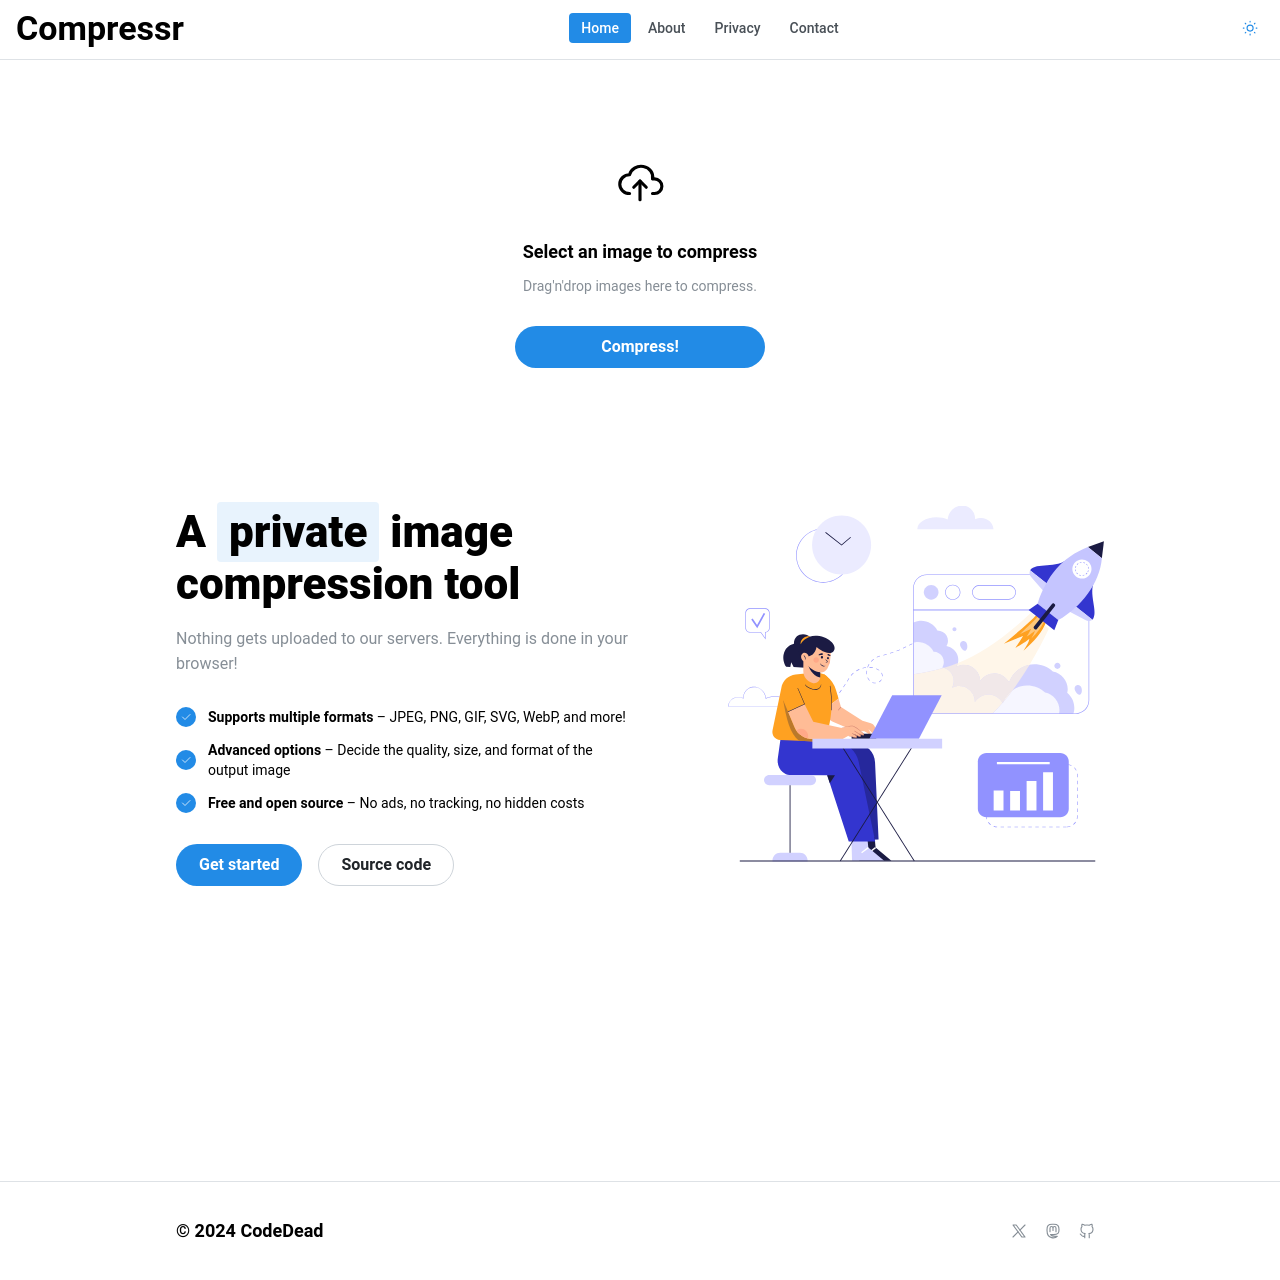 Compressr
Home About Privacy Contact
Select an image to compress
Drag'n'drop images here to compress.
Compress!
A private image
compression tool
Nothing gets uploaded to our servers. Everything is done in your
browser!
Supports multiple formats – JPEG, PNG, GIF, SVG, WebP, and more!
Advanced options – Decide the quality, size, and format of the
output image
Free and open source – No ads, no tracking, no hidden costs
Get started Source code
© 2024 CodeDead